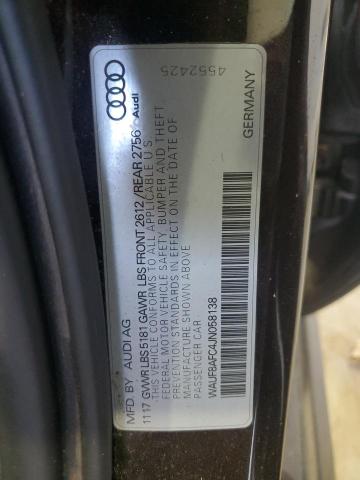 4552425
Audi
MFD. BY AUDI AG GERMANY
11 17 GVWR LBS 5181 GAWR LBS FRONT 2612 / REAR 2756
THIS VEHICLE CONFORMS TO ALL APPLICABLE U S
FEDERAL MOTOR VEHICLE SAFETY, BUMPER AND THEFT
PREVENTION STANDARDS IN EFFECT ON THE DATE OF
MANUFACTURE SHOWN ABOVE
PASSENGER CAR
WAUF8AFC4JN058138